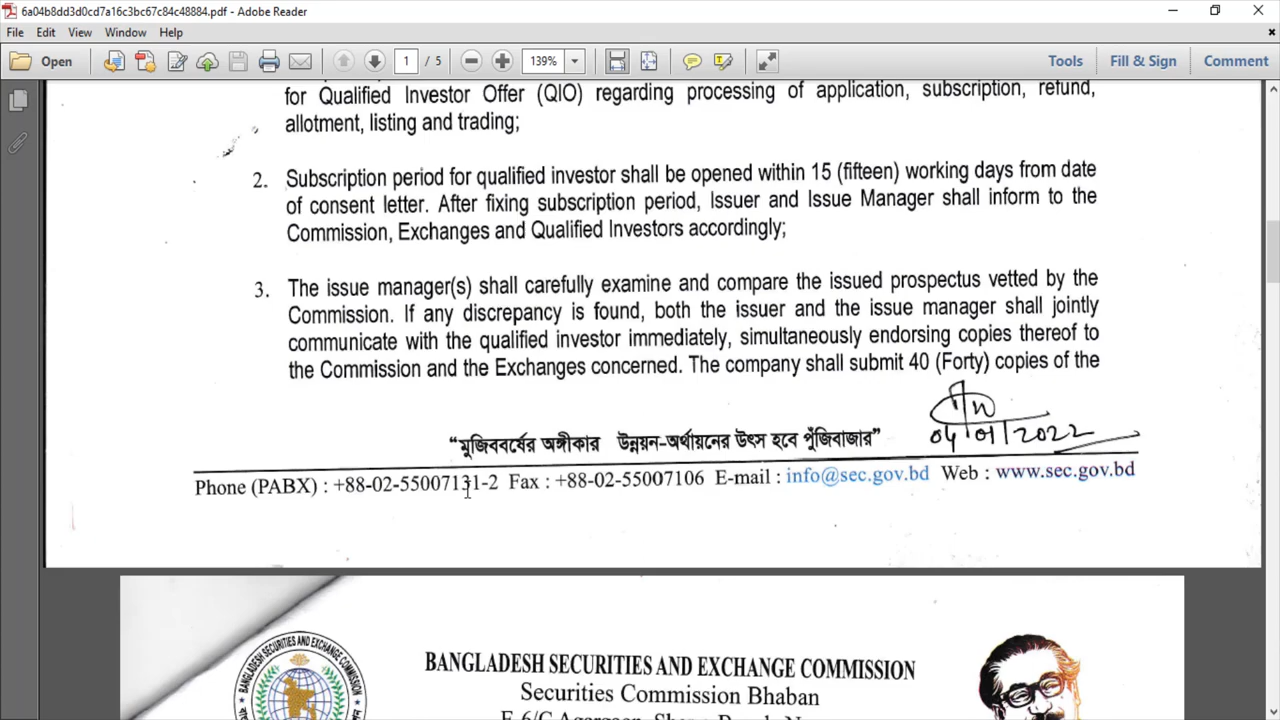 6a04b8dd3d0cd7a16c3bc67c84c48884.pdf - Adobe Reader
File Edit View Window Help
Open 1 / 5 139% Tools Fill & Sign Comment
for Qualified Investor Offer (QIO) regarding processing of application, subscription, refund,
allotment, listing and trading;
2. Subscription period for qualified investor shall be opened within 15 (fifteen) working days from date
of consent letter. After fixing subscription period, Issuer and Issue Manager shall inform to the
Commission, Exchanges and Qualified Investors accordingly;
3. The issue manager(s) shall carefully examine and compare the issued prospectus vetted by the
Commission. If any discrepancy is found, both the issuer and the issue manager shall jointly
communicate with the qualified investor immediately, simultaneously endorsing copies thereof to
the Commission and the Exchanges concerned. The company shall submit 40 (Forty) copies of the
04/01/2022
“মুজিববর্ষের অঙ্গীকার উন্নয়ন-অর্থায়নের উৎস হবে পুঁজিবাজার”
Phone (PABX) : +88-02-55007131-2 Fax : +88-02-55007106 E-mail : info@sec.gov.bd Web : www.sec.gov.bd
BANGLADESH SECURITIES AND EXCHANGE COMMISSION
BANGLADESH SECURITIES AND EXCHANGE COMMISSION
Securities Commission Bhaban